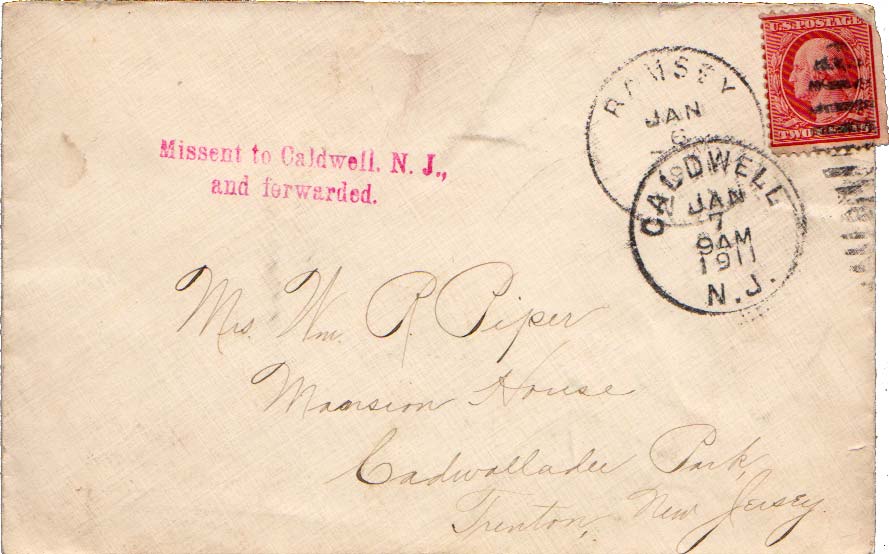 U.S. POSTAGE
TWO
RAMSEY
JAN
6
CALDWELL
JAN
7
9AM
1911
N.J.
Missent to Caldwell, N. J.,
and forwarded.
Mrs. Wm. R. Piper
Mansion House
Cadwallader Park,
Trenton, New Jersey.